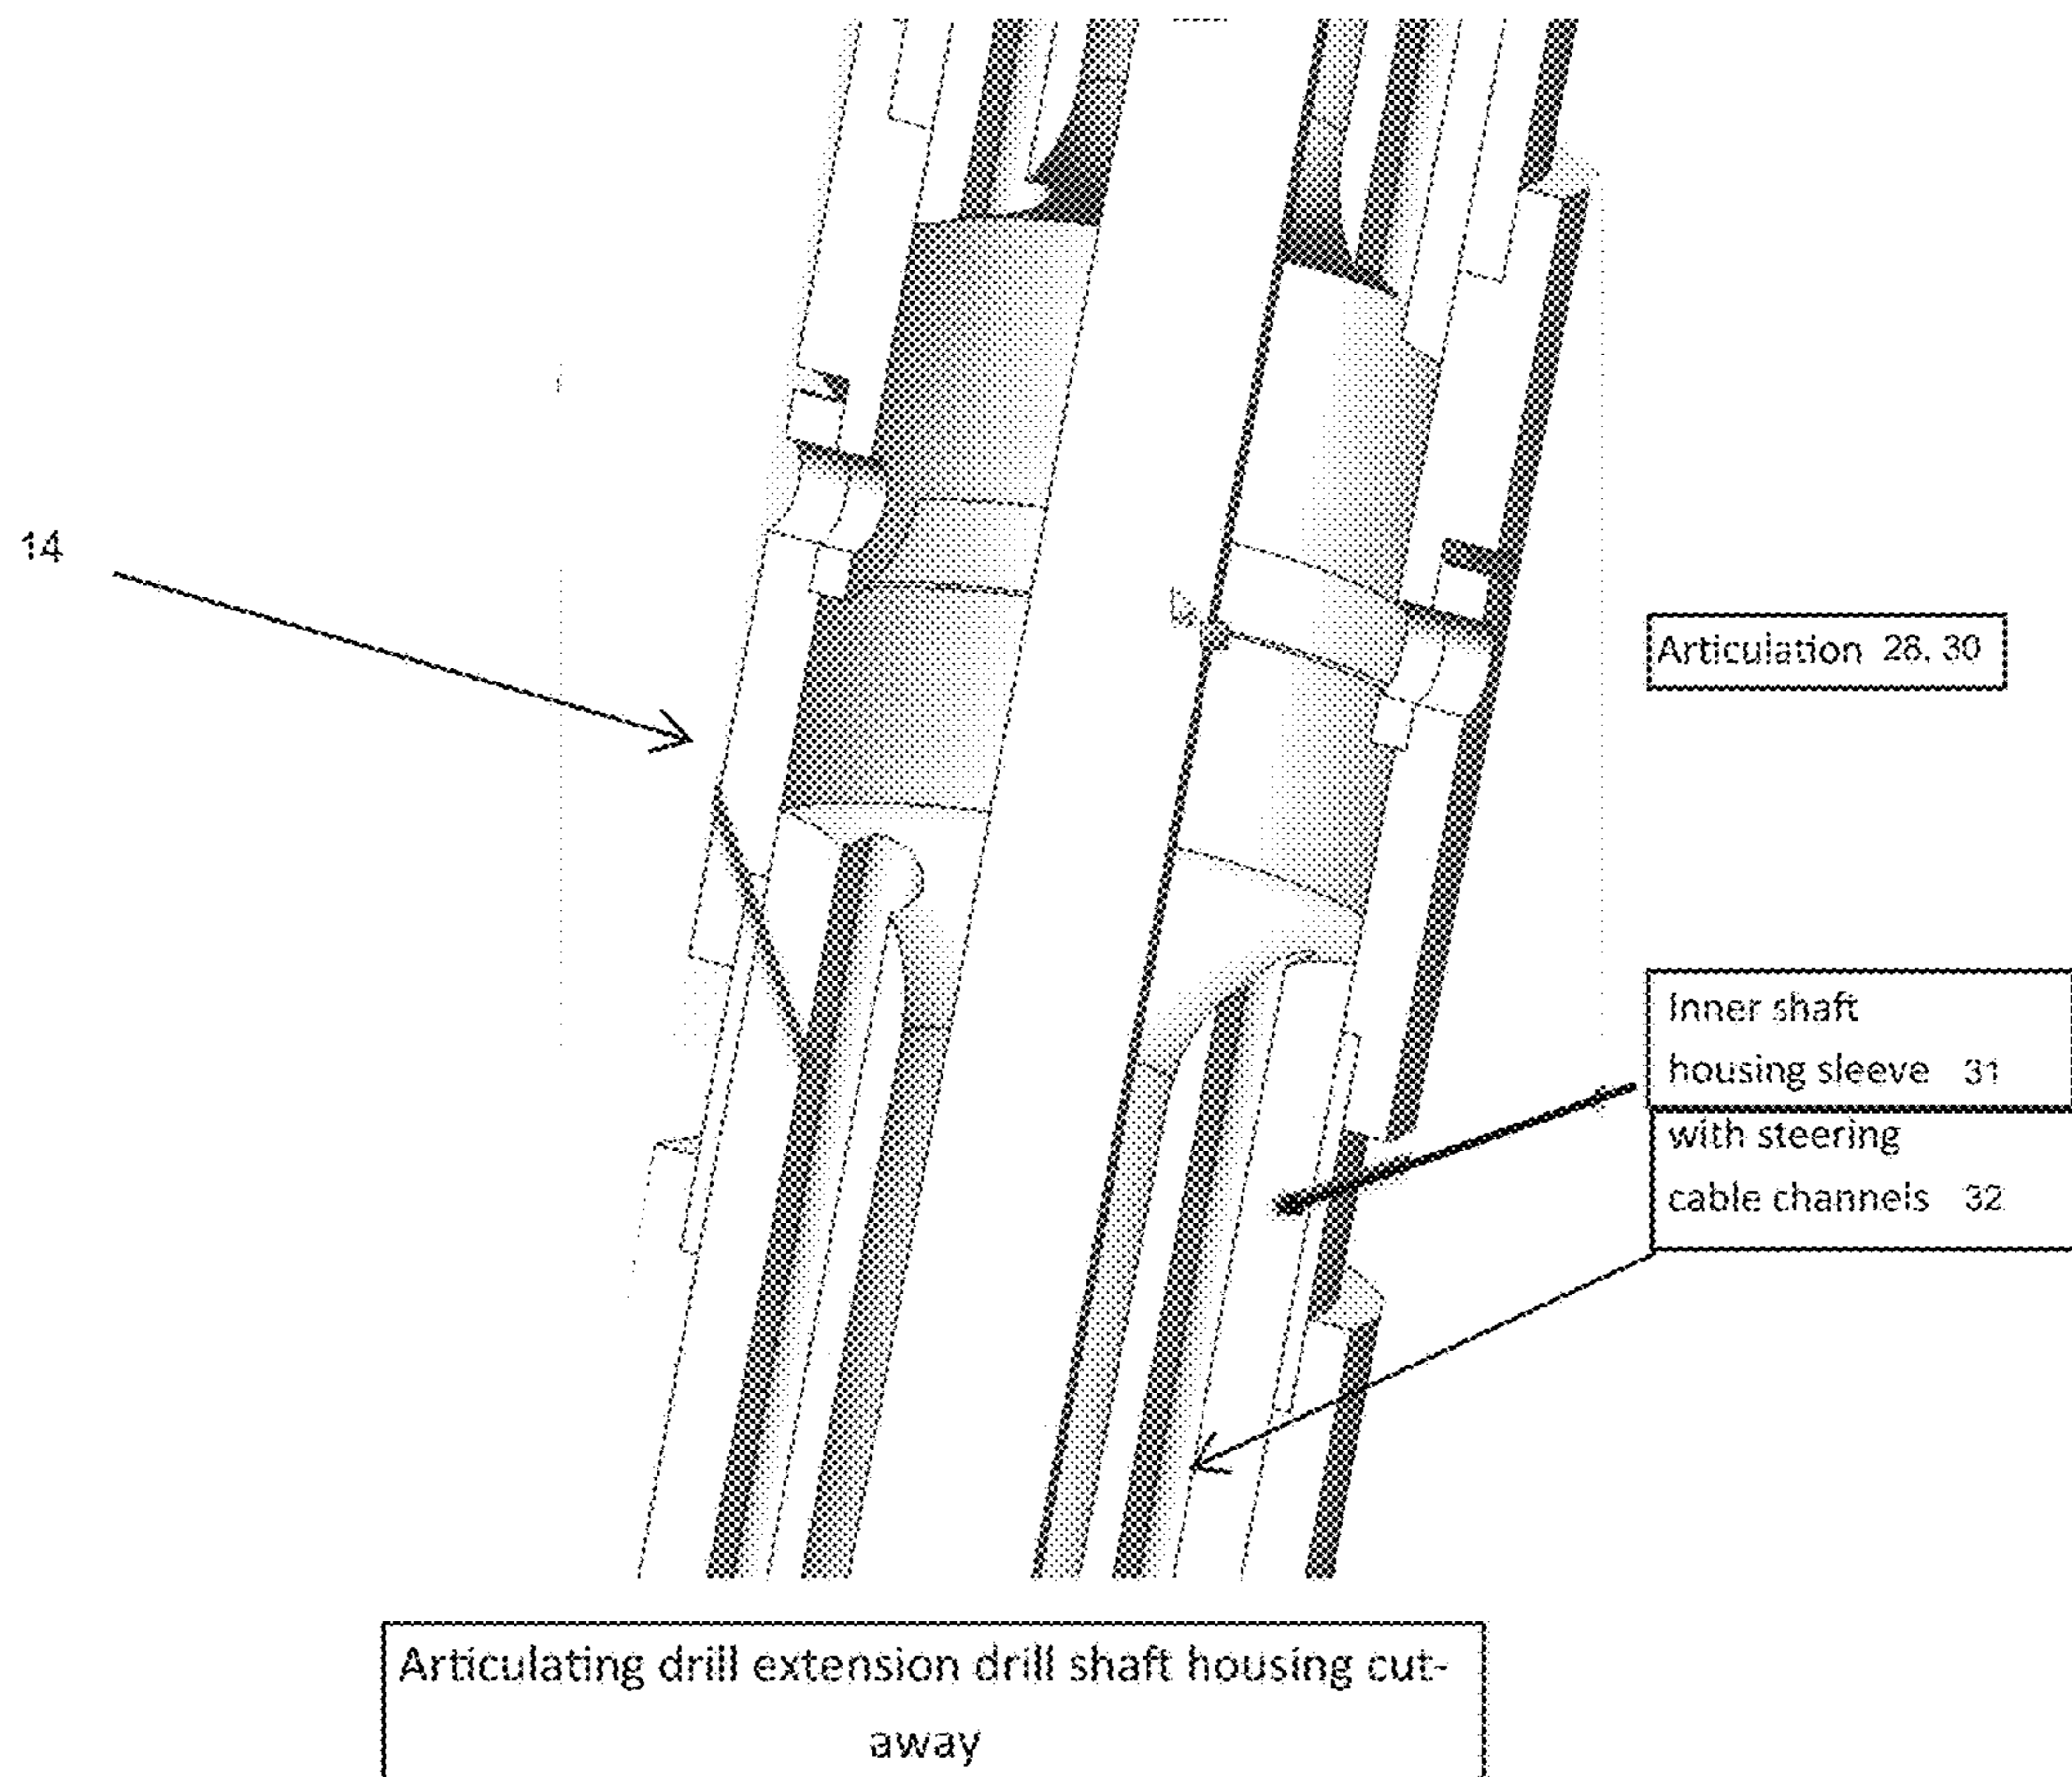 14
Articulation 28, 30
Inner shaft
housing sleeve 31
with steering
cable channels 32
Articulating drill extension drill shaft housing cut-
away